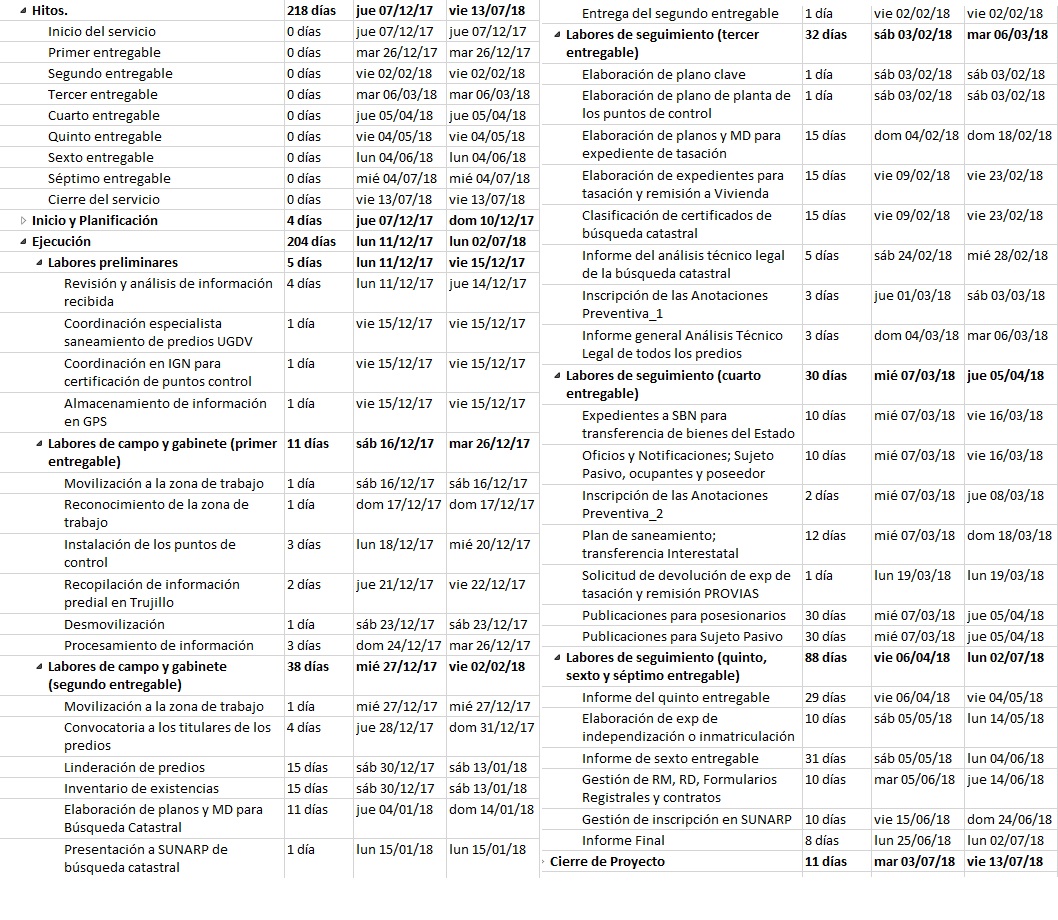 Hitos. 218 días jue 07/12/17 vie 13/07/18
Inicio del servicio 0 días jue 07/12/17 jue 07/12/17
Primer entregable 0 días mar 26/12/17 mar 26/12/17
Segundo entregable 0 días vie 02/02/18 vie 02/02/18
Tercer entregable 0 días mar 06/03/18 mar 06/03/18
Cuarto entregable 0 días jue 05/04/18 jue 05/04/18
Quinto entregable 0 días vie 04/05/18 vie 04/05/18
Sexto entregable 0 días lun 04/06/18 lun 04/06/18
Séptimo entregable 0 días mié 04/07/18 mié 04/07/18
Cierre del servicio 0 días vie 13/07/18 vie 13/07/18
Inicio y Planificación 4 días jue 07/12/17 dom 10/12/17
Ejecución 204 días lun 11/12/17 lun 02/07/18
Labores preliminares 5 días lun 11/12/17 vie 15/12/17
Revisión y análisis de información 4 días lun 11/12/17 jue 14/12/17
recibida
Coordinación especialista 1 día vie 15/12/17 vie 15/12/17
saneamiento de predios UGDV
Coordinación en IGN para 1 día vie 15/12/17 vie 15/12/17
certificación de puntos control
Almacenamiento de información 1 día vie 15/12/17 vie 15/12/17
en GPS
Labores de campo y gabinete (primer 11 días sáb 16/12/17 mar 26/12/17
entregable)
Movilización a la zona de trabajo 1 día sáb 16/12/17 sáb 16/12/17
Reconocimiento de la zona de 1 día dom 17/12/17 dom 17/12/17
trabajo
Instalación de los puntos de 3 días lun 18/12/17 mié 20/12/17
control
Recopilación de información 2 días jue 21/12/17 vie 22/12/17
predial en Trujillo
Desmovilización 1 día sáb 23/12/17 sáb 23/12/17
Procesamiento de información 3 días dom 24/12/17 mar 26/12/17
Labores de campo y gabinete 38 días mié 27/12/17 vie 02/02/18
(segundo entregable)
Movilización a la zona de trabajo 1 día mié 27/12/17 mié 27/12/17
Convocatoria a los titulares de los 4 días jue 28/12/17 dom 31/12/17
predios
Linderación de predios 15 días sáb 30/12/17 sáb 13/01/18
Inventario de existencias 15 días sáb 30/12/17 sáb 13/01/18
Elaboración de planos y MD para 11 días jue 04/01/18 dom 14/01/18
Búsqueda Catastral
Presentación a SUNARP de 1 día lun 15/01/18 lun 15/01/18
búsqueda catastral
Entrega del segundo entregable 1 día vie 02/02/18 vie 02/02/18
Labores de seguimiento (tercer 32 días sáb 03/02/18 mar 06/03/18
entregable)
Elaboración de plano clave 1 día sáb 03/02/18 sáb 03/02/18
Elaboración de plano de planta de 1 día sáb 03/02/18 sáb 03/02/18
los puntos de control
Elaboración de planos y MD para 15 días dom 04/02/18 dom 18/02/18
expediente de tasación
Elaboración de expedientes para 15 días vie 09/02/18 vie 23/02/18
tasación y remisión a Vivienda
Clasificación de certificados de 15 días vie 09/02/18 vie 23/02/18
búsqueda catastral
Informe del análisis técnico legal 5 días sáb 24/02/18 mié 28/02/18
de la búsqueda catastral
Inscripción de las Anotaciones 3 días jue 01/03/18 sáb 03/03/18
Preventiva_1
Informe general Análisis Técnico 3 días dom 04/03/18 mar 06/03/18
Legal de todos los predios
Labores de seguimiento (cuarto 30 días mié 07/03/18 jue 05/04/18
entregable)
Expedientes a SBN para 10 días mié 07/03/18 vie 16/03/18
transferencia de bienes del Estado
Oficios y Notificaciones; Sujeto 10 días mié 07/03/18 vie 16/03/18
Pasivo, ocupantes y poseedor
Inscripción de las Anotaciones 2 días mié 07/03/18 jue 08/03/18
Preventiva_2
Plan de saneamiento; 12 días mié 07/03/18 dom 18/03/18
transferencia Interestatal
Solicitud de devolución de exp de 1 día lun 19/03/18 lun 19/03/18
tasación y remisión PROVIAS
Publicaciones para posesionarios 30 días mié 07/03/18 jue 05/04/18
Publicaciones para Sujeto Pasivo 30 días mié 07/03/18 jue 05/04/18
Labores de seguimiento (quinto, 88 días vie 06/04/18 lun 02/07/18
sexto y séptimo entregable)
Informe del quinto entregable 29 días vie 06/04/18 vie 04/05/18
Elaboración de exp de 10 días sáb 05/05/18 lun 14/05/18
independización o inmatriculación
Informe de sexto entregable 31 días sáb 05/05/18 lun 04/06/18
Gestión de RM, RD, Formularios 10 días mar 05/06/18 jue 14/06/18
Registrales y contratos
Gestión de inscripción en SUNARP 10 días vie 15/06/18 dom 24/06/18
Informe Final 8 días lun 25/06/18 lun 02/07/18
Cierre de Proyecto 11 días mar 03/07/18 vie 13/07/18